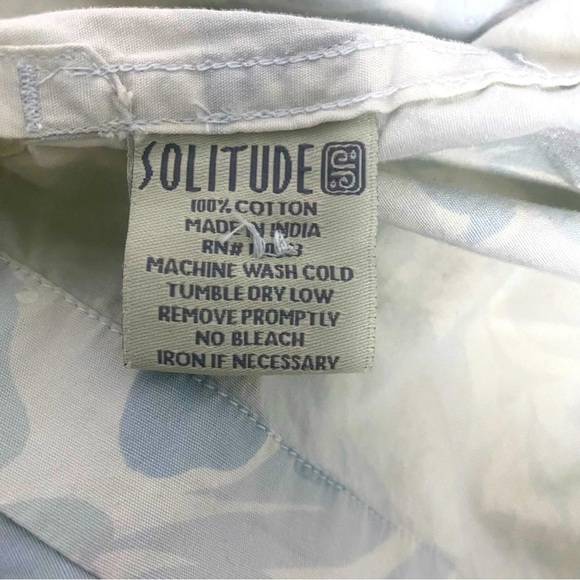 SOLITUDE
100% COTTON
MADE IN INDIA
RN#
MACHINE WASH COLD
TUMBLE DRY LOW
REMOVE PROMPTLY
NO BLEACH
IRON IF NECESSARY